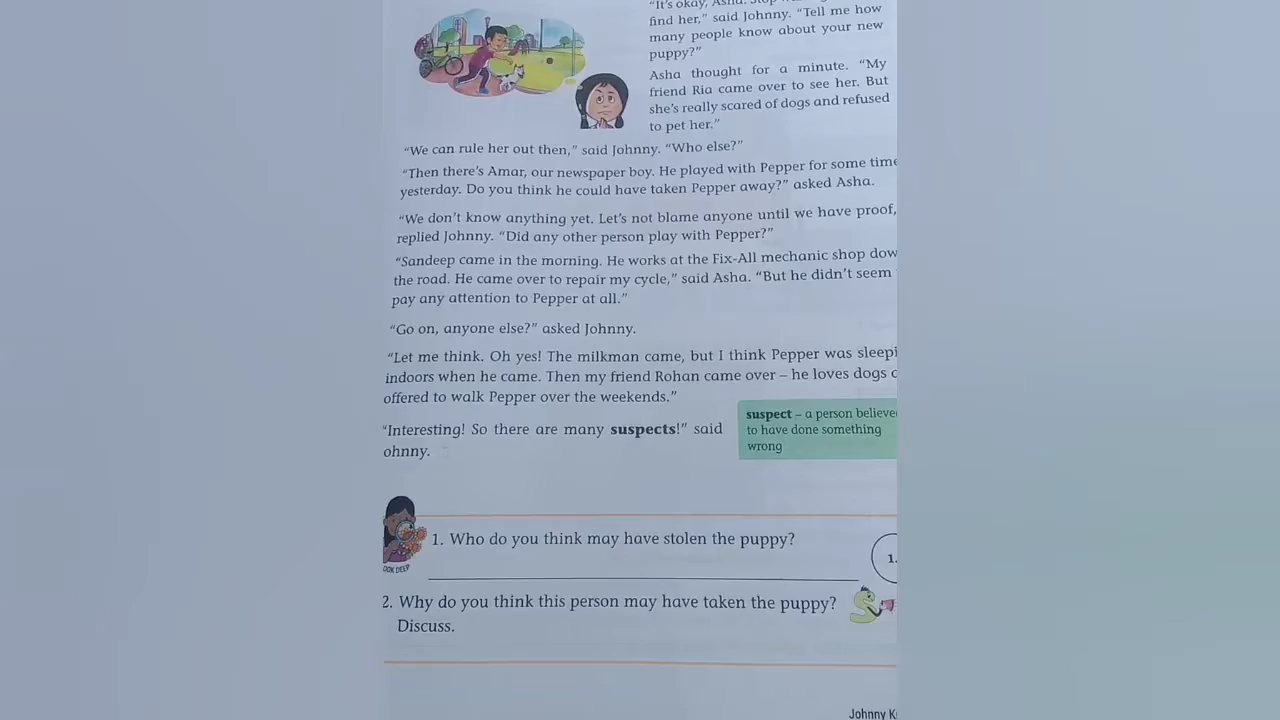 "It's okay, Asha.
find her," said Johnny. "Tell me how
many people know about your new
puppy?"
Asha thought for a minute. "My
friend Ria came over to see her. But
she's really scared of dogs and refused
to pet her."
"We can rule her out then," said Johnny. "Who else?"
"Then there's Amar, our newspaper boy. He played with Pepper for some time
yesterday. Do you think he could have taken Pepper away?" asked Asha.
"We don't know anything yet. Let's not blame anyone until we have proof,
replied Johnny. "Did any other person play with Pepper?"
"Sandeep came in the morning. He works at the Fix-All mechanic shop dow
the road. He came over to repair my cycle," said Asha. "But he didn't seem
pay any attention to Pepper at all."
"Go on, anyone else?" asked Johnny.
"Let me think. Oh yes! The milkman came, but I think Pepper was sleepi
indoors when he came. Then my friend Rohan came over – he loves dogs
offered to walk Pepper over the weekends."
"Interesting! So there are many suspects!" said
ohnny.
suspect – a person believe
to have done something
wrong
OOK DEEP
1. Who do you think may have stolen the puppy?
1.
2. Why do you think this person may have taken the puppy?
Discuss.
Johnny K